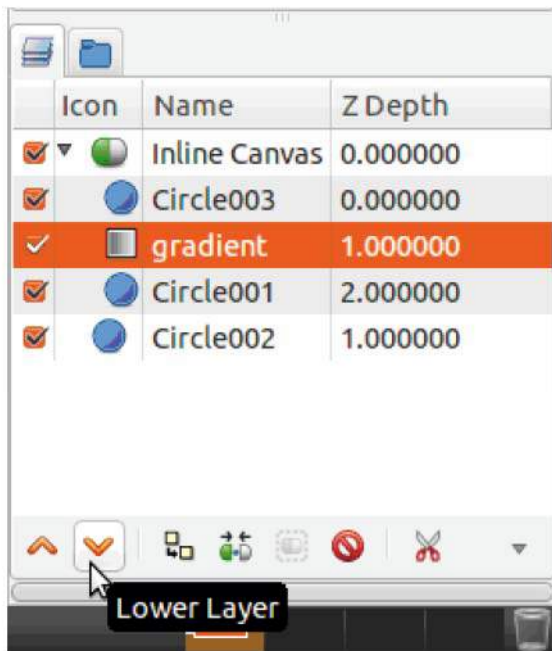 Icon Name Z Depth
Inline Canvas 0.000000
Circle003 0.000000
gradient 1.000000
Circle001 2.000000
Circle002 1.000000
Lower Layer